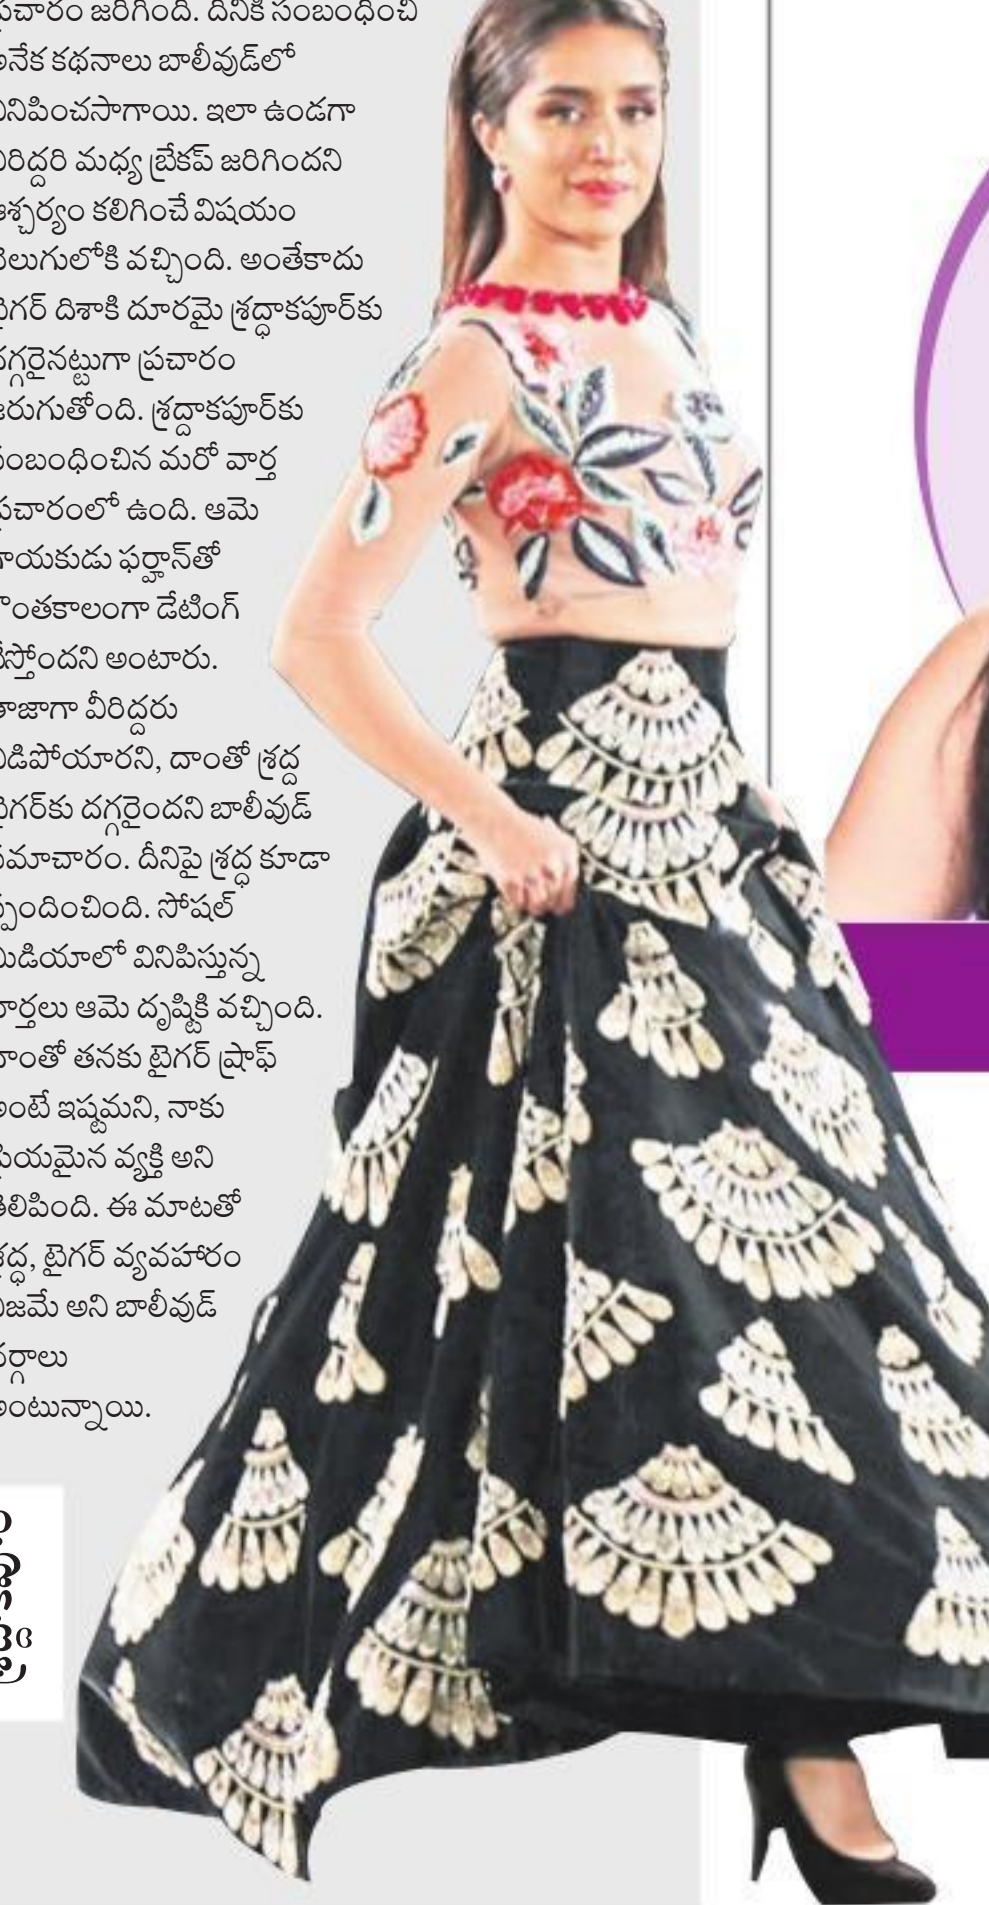 ప్రచారం జరిగింది. దీనికి సంబంధించి
అనేక కథనాలు బాలీవుడ్‌లో
వినిపించసాగాయి. ఇలా ఉండగా
వీరిద్దరి మధ్య బ్రేకప్ జరిగిందని
ఆశ్చర్యం కలిగించే విషయం
వెలుగులోకి వచ్చింది. అంతేకాదు
టైగర్ దిశాకి దూరమై శ్రద్ధాకపూర్‌కు
దగ్గరైనట్టుగా ప్రచారం
జరుగుతోంది. శ్రద్దాకపూర్‌కు
సంబంధించిన మరో వార్త
ప్రచారంలో ఉంది. ఆమె
గాయకుడు ఫర్హాన్‌తో
కొంతకాలంగా డేటింగ్
చేస్తోందని అంటారు.
తాజాగా వీరిద్దరు
విడిపోయారని, దాంతో శ్రద్ద
టైగర్‌కు దగ్గరైందని బాలీవుడ్
సమాచారం. దీనిపై శ్రద్ధ కూడా
స్పందించింది. సోషల్
మీడియాలో వినిపిస్తున్న
వార్తలు ఆమె దృష్టికి వచ్చింది.
దాంతో తనకు టైగర్ ష్రాఫ్
అంటే ఇష్టమని, నాకు
ప్రియమైన వ్యక్తి అని
తెలిపింది. ఈ మాటతో
శ్రద్ధ, టైగర్ వ్యవహారం
నిజమే అని బాలీవుడ్
వర్గాలు
అంటున్నాయి.